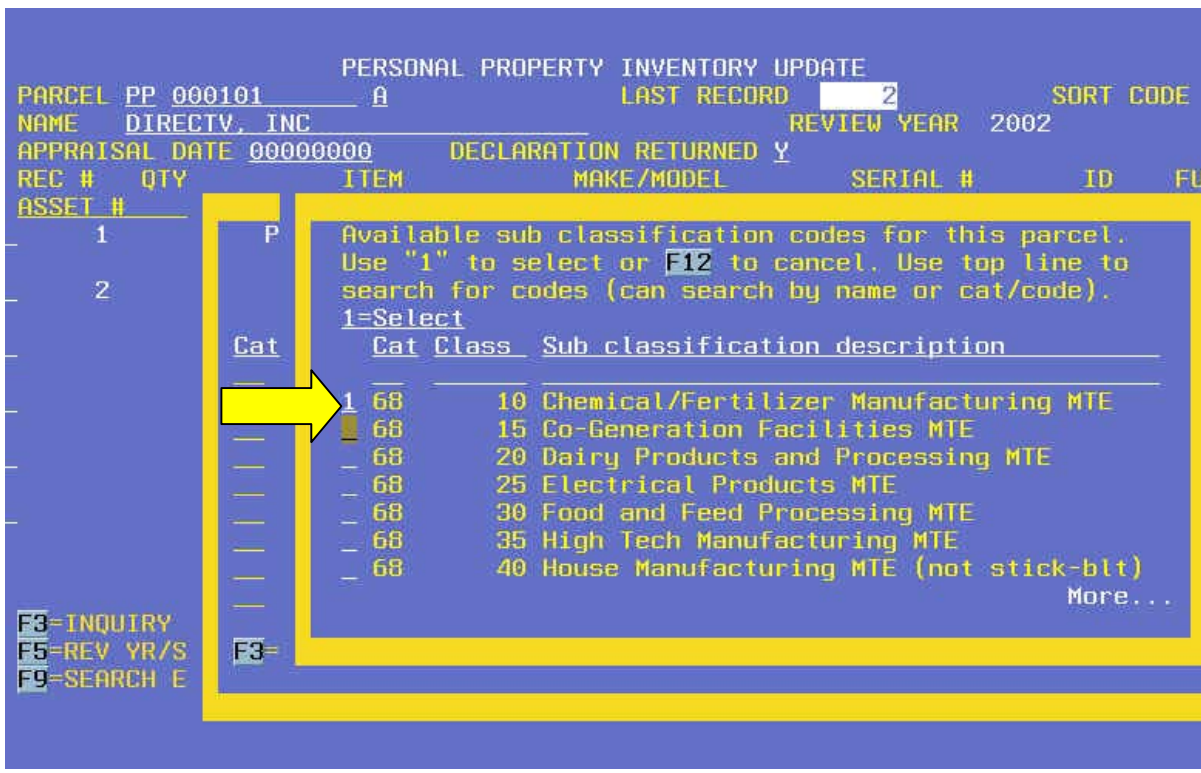 PERSONAL PROPERTY INVENTORY UPDATE
PARCEL PP 000101 A LAST RECORD 2 SORT CODE
NAME DIRECTV, INC REVIEW YEAR 2002
APPRAISAL DATE 00000000 DECLARATION RETURNED Y
REC # QTY ITEM MAKE/MODEL SERIAL # ID FU
ASSET #
1 P Available sub classification codes for this parcel.
Use "1" to select or F12 to cancel. Use top line to
2 search for codes (can search by name or cat/code).
1=Select
Cat Cat Class Sub classification description
1 68 10 Chemical/Fertilizer Manufacturing MTE
68 15 Co-Generation Facilities MTE
68 20 Dairy Products and Processing MTE
68 25 Electrical Products MTE
68 30 Food and Feed Processing MTE
68 35 High Tech Manufacturing MTE
68 40 House Manufacturing MTE (not stick-blt)
More...
F3=INQUIRY
F5=REV YR/S F3=
F9=SEARCH E